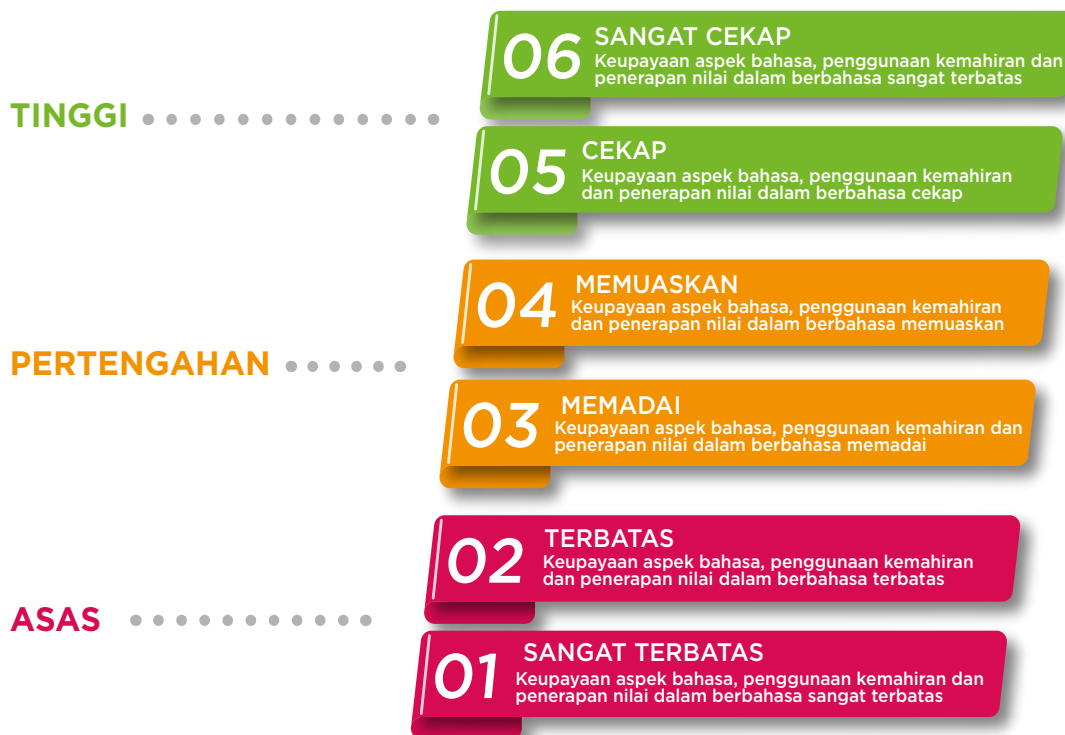 TINGGI
06
SANGAT CEKAP
Keupayaan aspek bahasa, penggunaan kemahiran dan
penerapan nilai dalam berbahasa sangat terbatas
05
CEKAP
Keupayaan aspek bahasa, penggunaan kemahiran
dan penerapan nilai dalam berbahasa cekap
PERTENGAHAN
04
MEMUASKAN
Keupayaan aspek bahasa, penggunaan kemahiran
dan penerapan nilai dalam berbahasa memuaskan
03
MEMADAI
Keupayaan aspek bahasa, penggunaan kemahiran dan
penerapan nilai dalam berbahasa memadai
ASAS
02
TERBATAS
Keupayaan aspek bahasa, penggunaan kemahiran
dan penerapan nilai dalam berbahasa terbatas
01
SANGAT TERBATAS
Keupayaan aspek bahasa, penggunaan kemahiran dan
penerapan nilai dalam berbahasa sangat terbatas